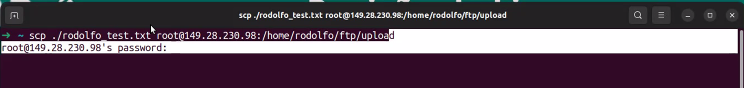 scp ./rodolfo_test.txt root@149.28.230.98:/home/rodolfo/ftp/upload
➜ ~ scp ./rodolfo_test.txt root@149.28.230.98:/home/rodolfo/ftp/upload
root@149.28.230.98's password: